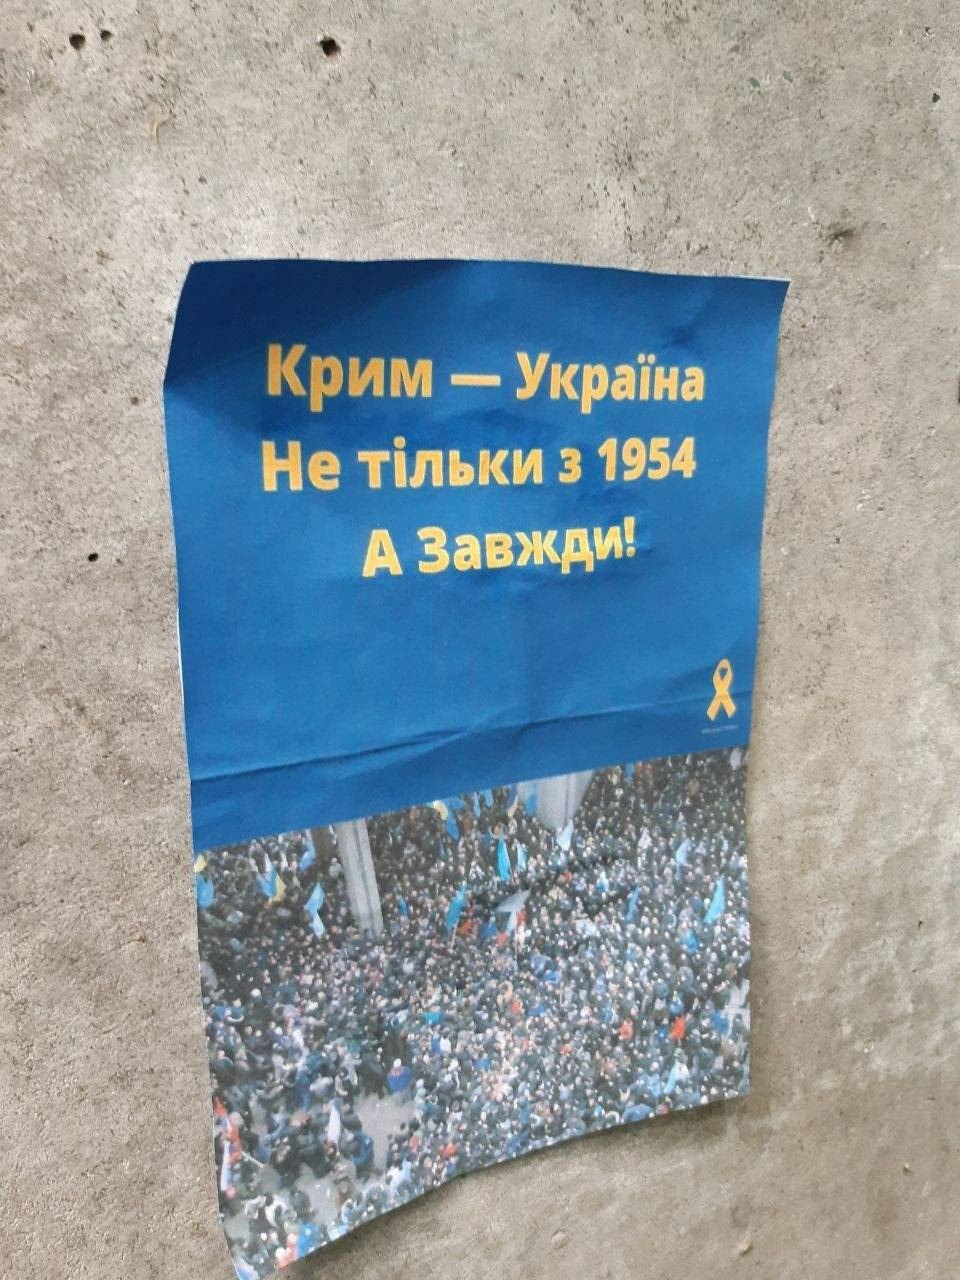 Крим — Україна
Не тільки з 1954
А Завжди!